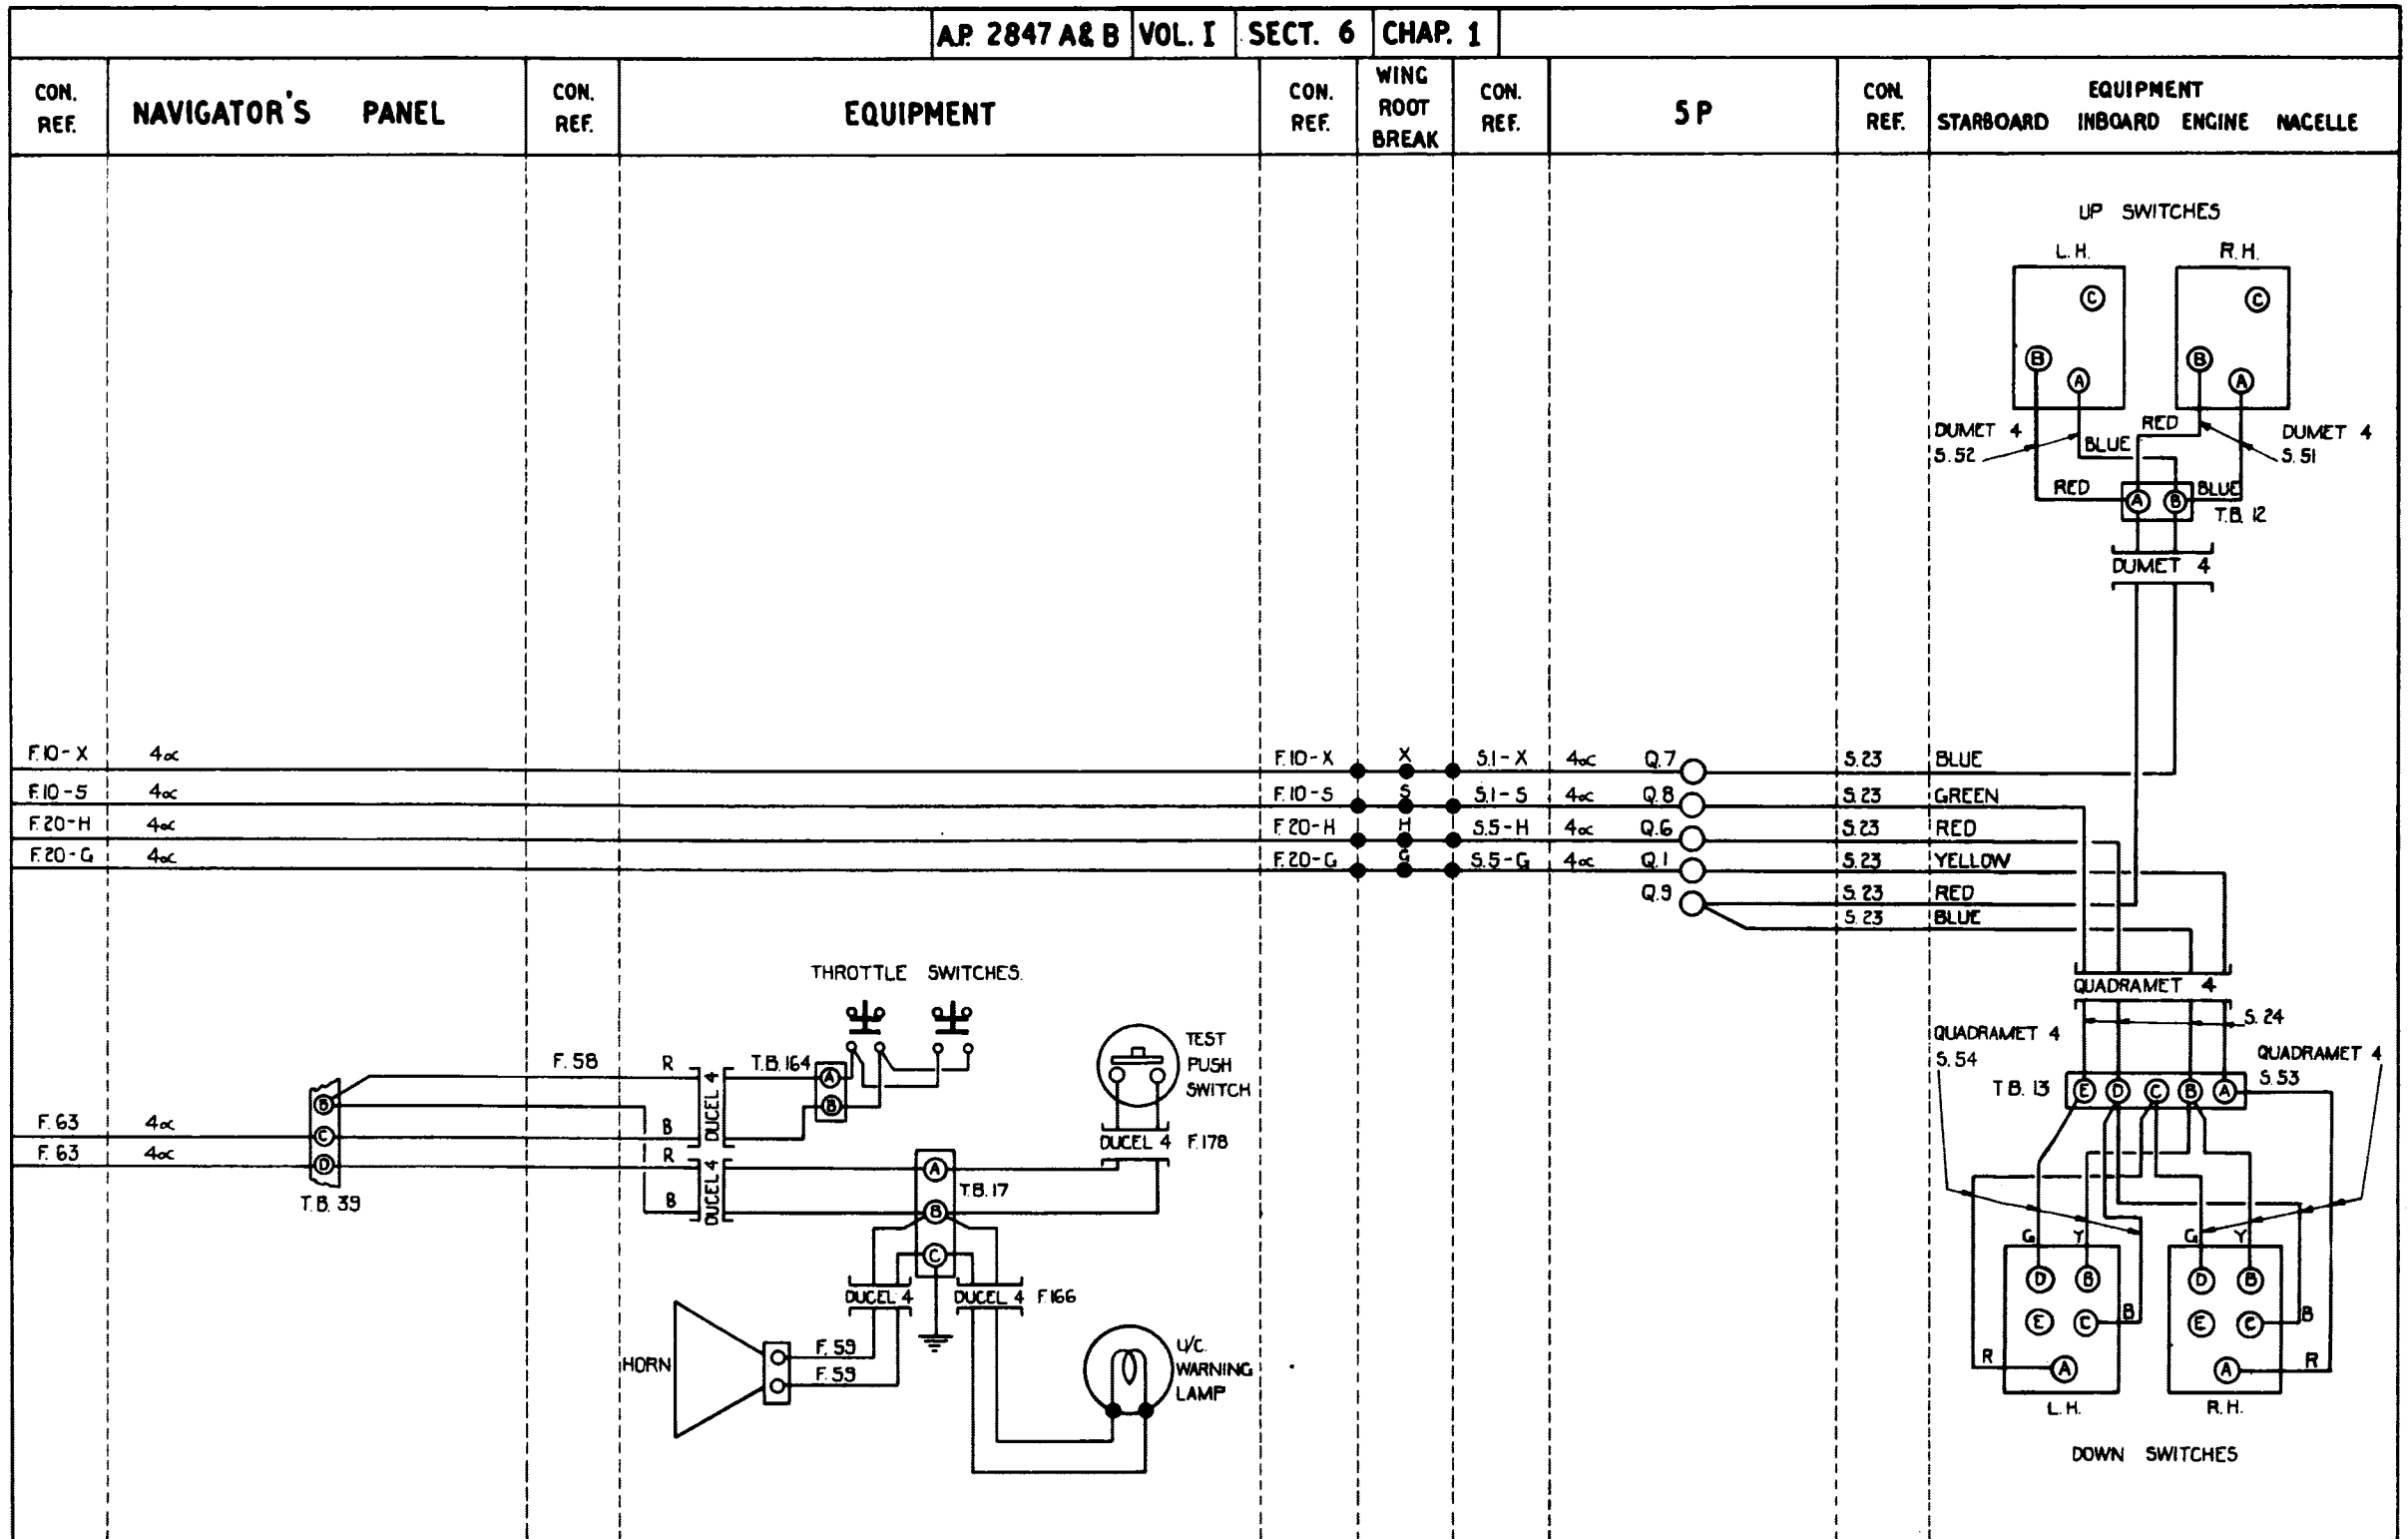 A.P. 2847 A & B VOL. I SECT. 6 CHAP. 1
CON. REF.
NAVIGATOR'S PANEL
CON. REF.
EQUIPMENT
CON. REF.
WING ROOT BREAK
CON. REF.
5 P
CON. REF.
EQUIPMENT
STARBOARD INBOARD ENGINE NACELLE
UP SWITCHES
L.H. R.H.
C C
B A B A
DUMET 4
S.52
BLUE
RED
DUMET 4
S.51
RED A B BLUE
T.B. 12
DUMET 4
F.10-X 4∝ F.10-X X S.1-X 4∝ Q.7 S.23 BLUE
F.10-S 4∝ F.10-S S S.1-S 4∝ Q.8 S.23 GREEN
F.20-H 4∝ F.20-H H S.5-H 4∝ Q.6 S.23 RED
F.20-G 4∝ F.20-G G S.5-G 4∝ Q.1 S.23 YELLOW
Q.9 S.23 RED
S.23 BLUE
QUADRAMET 4
S.24
QUADRAMET 4
S.54
QUADRAMET 4
S.53
T.B. 13 E D C B A
G Y G Y
D B D B
E C B E C B
R A A R
L.H. R.H.
DOWN SWITCHES
THROTTLE SWITCHES.
TEST
PUSH
SWITCH
F.58 R DUCEL 4 T.B.164 A
B B
B
F.63 4∝ C
F.63 4∝ D
T.B. 39
R DUCEL 4 A
T.B.17
B B
C
DUCEL 4 F.178
DUCEL 4 DUCEL 4 F.166
HORN
F.59
F.59
U/C.
WARNING
LAMP